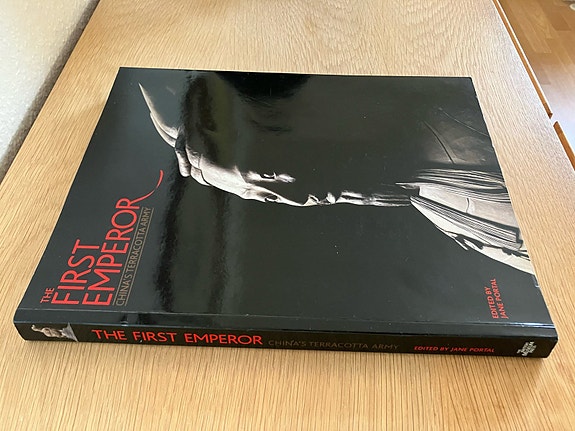 THE
FIRST
EMPEROR
CHINA'S TERRACOTTA ARMY
EDITED BY
JANE PORTAL
THE FIRST EMPEROR CHINA'S TERRACOTTA ARMY EDITED BY JANE PORTAL